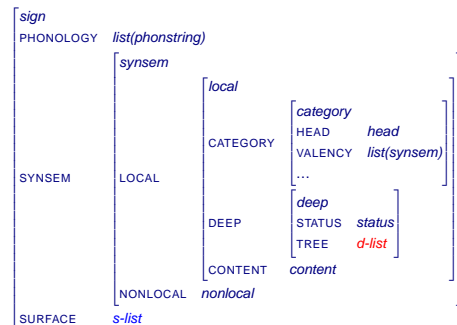 sign
PHONOLOGY list(phonstring)
synsem
local
category
HEAD head
CATEGORY
VALENCY list(synsem)
...
SYNSEM LOCAL
deep
DEEP STATUS status
TREE d-list
CONTENT content
NONLOCAL nonlocal
SURFACE s-list